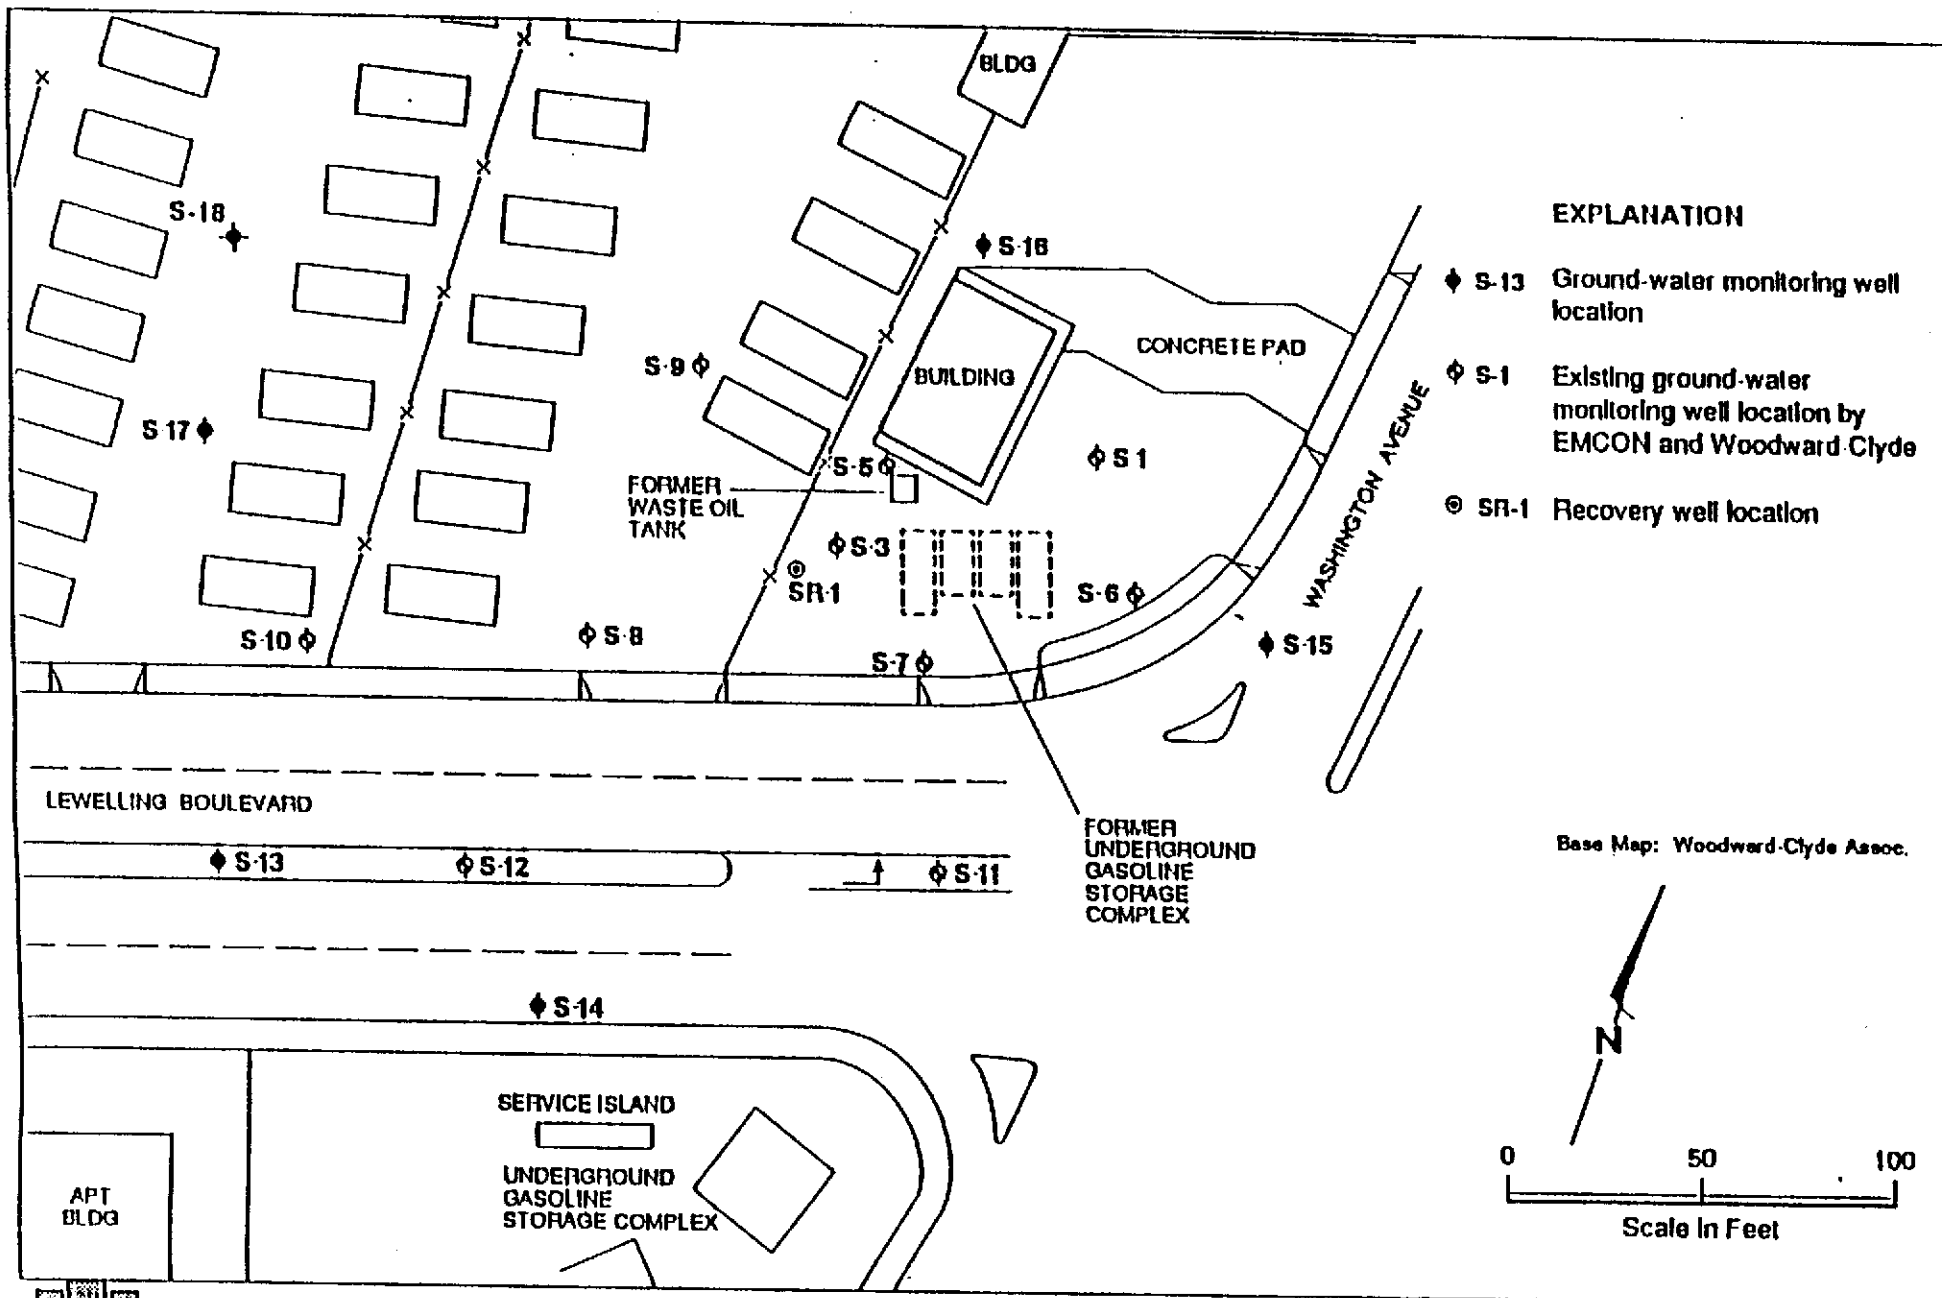 BLDG
S-18
S-16
EXPLANATION
S-13 Ground-water monitoring well
location
CONCRETE PAD
S-9
BUILDING
S-1 Existing ground-water
monitoring well location by
EMCON and Woodward-Clyde
WASHINGTON AVENUE
S-17
S 1
S-5
FORMER
WASTE OIL
TANK
SR-1 Recovery well location
S-3
SR-1
S-6
S-10
S-8
S-7
S-15
LEWELLING BOULEVARD
FORMER
UNDERGROUND
GASOLINE
STORAGE
COMPLEX
Base Map: Woodward-Clyde Assoc.
S-13
S-12
S-11
S-14
N
SERVICE ISLAND
UNDERGROUND
GASOLINE
STORAGE COMPLEX
APT
BLDG
0 50 100
Scale In Feet